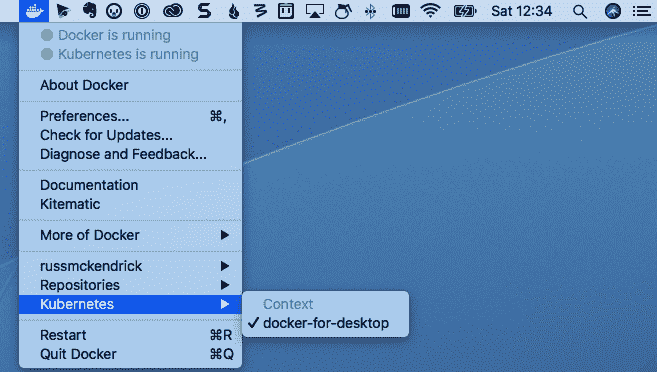 Sat 12:34
Docker is running
Kubernetes is running
About Docker
Preferences... ⌘,
Check for Updates...
Diagnose and Feedback...
Documentation
Kitematic
More of Docker ▶
russmckendrick ▶
Repositories ▶
Kubernetes ▶
Context
✓ docker-for-desktop
Restart ⌘R
Quit Docker ⌘Q